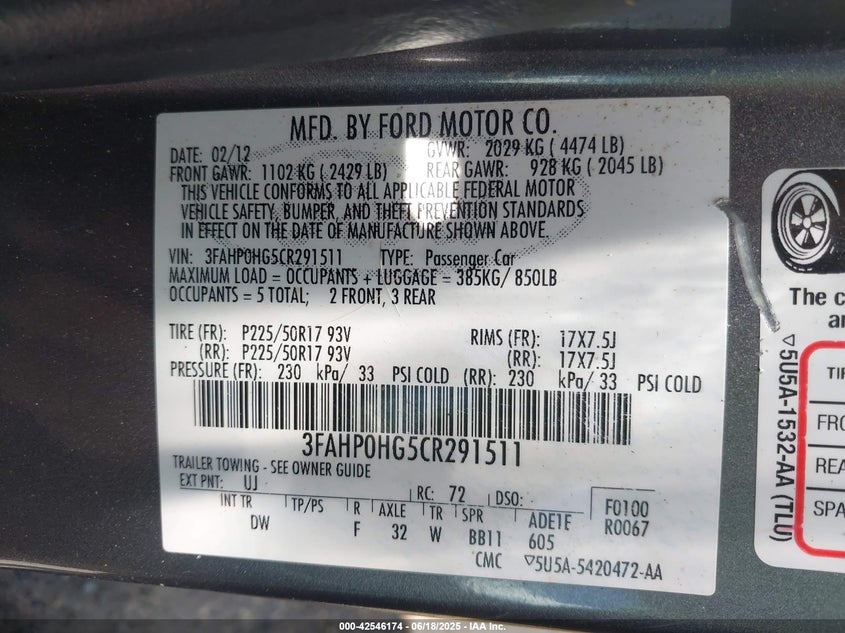 MFD. BY FORD MOTOR CO.
DATE: 02/12 GVWR: 2029 KG ( 4474 LB)
FRONT GAWR: 1102 KG ( 2429 LB) REAR GAWR: 928 KG ( 2045 LB)
THIS VEHICLE CONFORMS TO ALL APPLICABLE FEDERAL MOTOR
VEHICLE SAFETY, BUMPER, AND THEFT PREVENTION STANDARDS
IN EFFECT ON THE DATE OF MANUFACTURE SHOWN ABOVE.
VIN: 3FAHP0HG5CR291511 TYPE: Passenger Car
MAXIMUM LOAD = OCCUPANTS + LUGGAGE = 385KG/ 850LB
OCCUPANTS = 5 TOTAL; 2 FRONT, 3 REAR
TIRE (FR): P225/50R17 93V RIMS (FR): 17X7.5J
(RR): P225/50R17 93V (RR): 17X7.5J
PRESSURE (FR): 230 kPa/ 33 PSI COLD (RR): 230 kPa/ 33 PSI COLD
3FAHP0HG5CR291511
TRAILER TOWING - SEE OWNER GUIDE
EXT PNT: UJ RC: 72 DSO:
INT TR TP/PS R AXLE TR SPR ADE1E F0100
DW F 32 W BB11 605 R0067
CMC ▽5U5A-5420472-AA
▽5U5A-1532-AA (TLU)
The c
an
TIR
FRO
REA
SPA
000-42546174 - 06/18/2025 - IAA Inc.